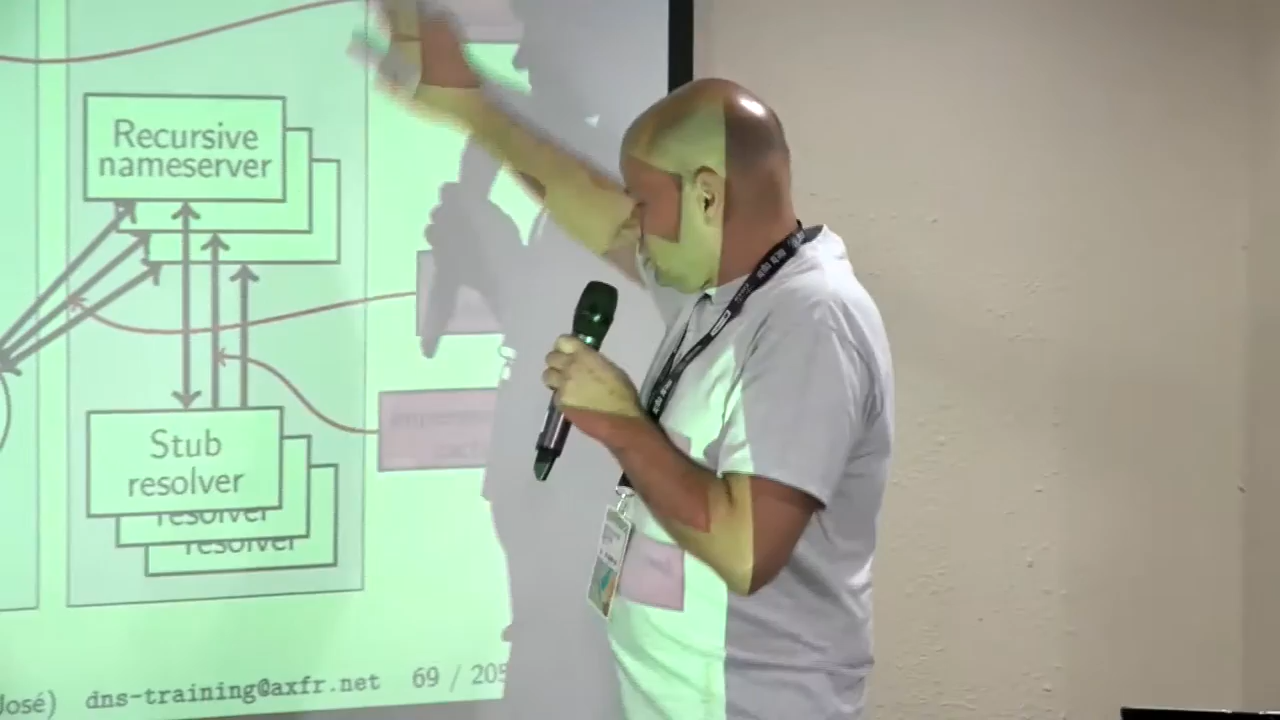 Recursive
nameserver
Stub
resolver
resolver
resolver
José)
dns-training@axfr.net
69 / 205